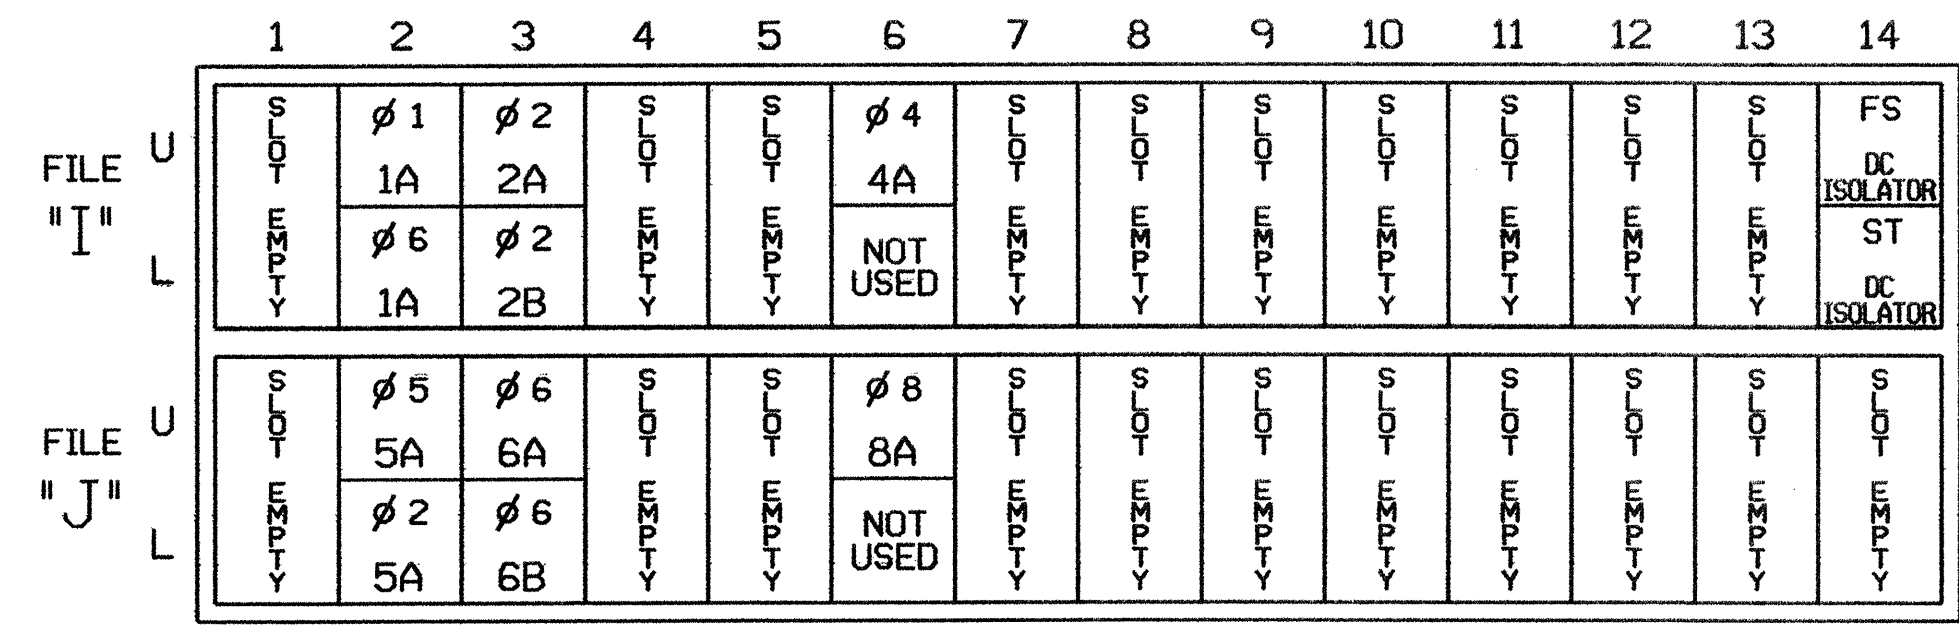 1 2 3 4 5 6 7 8 9 10 11 12 13 14
FILE "I"
U
L
SLOT EMPTY
ø 1
1A
ø 6
1A
ø 2
2A
ø 2
2B
SLOT EMPTY
SLOT EMPTY
ø 4
4A
NOT
USED
SLOT EMPTY
SLOT EMPTY
SLOT EMPTY
SLOT EMPTY
SLOT EMPTY
SLOT EMPTY
SLOT EMPTY
FS
DC
ISOLATOR
ST
DC
ISOLATOR
FILE "J"
U
L
SLOT EMPTY
ø 5
5A
ø 2
5A
ø 6
6A
ø 6
6B
SLOT EMPTY
SLOT EMPTY
ø 8
8A
NOT
USED
SLOT EMPTY
SLOT EMPTY
SLOT EMPTY
SLOT EMPTY
SLOT EMPTY
SLOT EMPTY
SLOT EMPTY
SLOT EMPTY